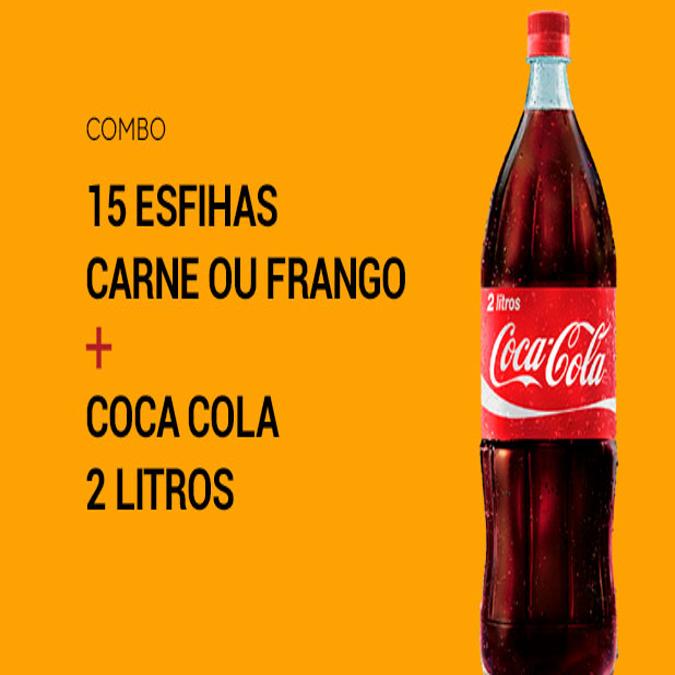 COMBO
15 ESFIHAS
CARNE OU FRANGO
+
COCA COLA
2 LITROS
2 litros
Coca-Cola